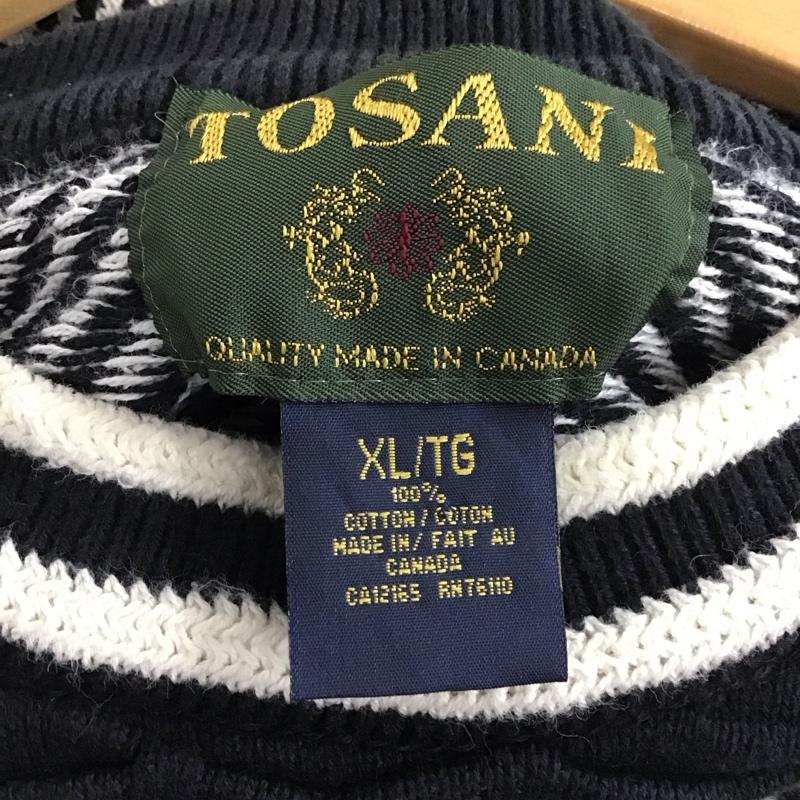 TOSANI
QUALITY MADE IN CANADA
XL/TG
100%
COTTON/COTON
MADE IN/FAIT AU
CANADA
CA12165 RN76110